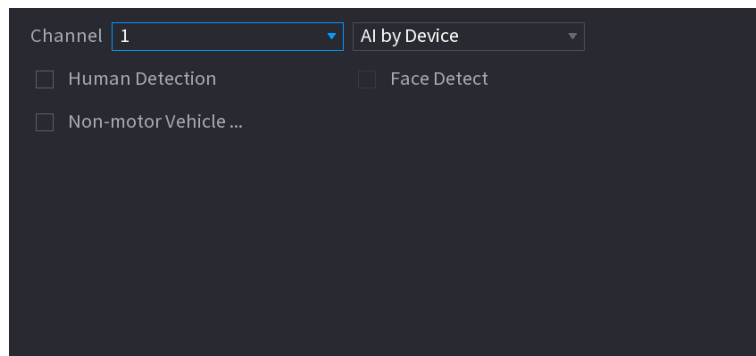 Channel 1 AI by Device
Human Detection Face Detect
Non-motor Vehicle ...